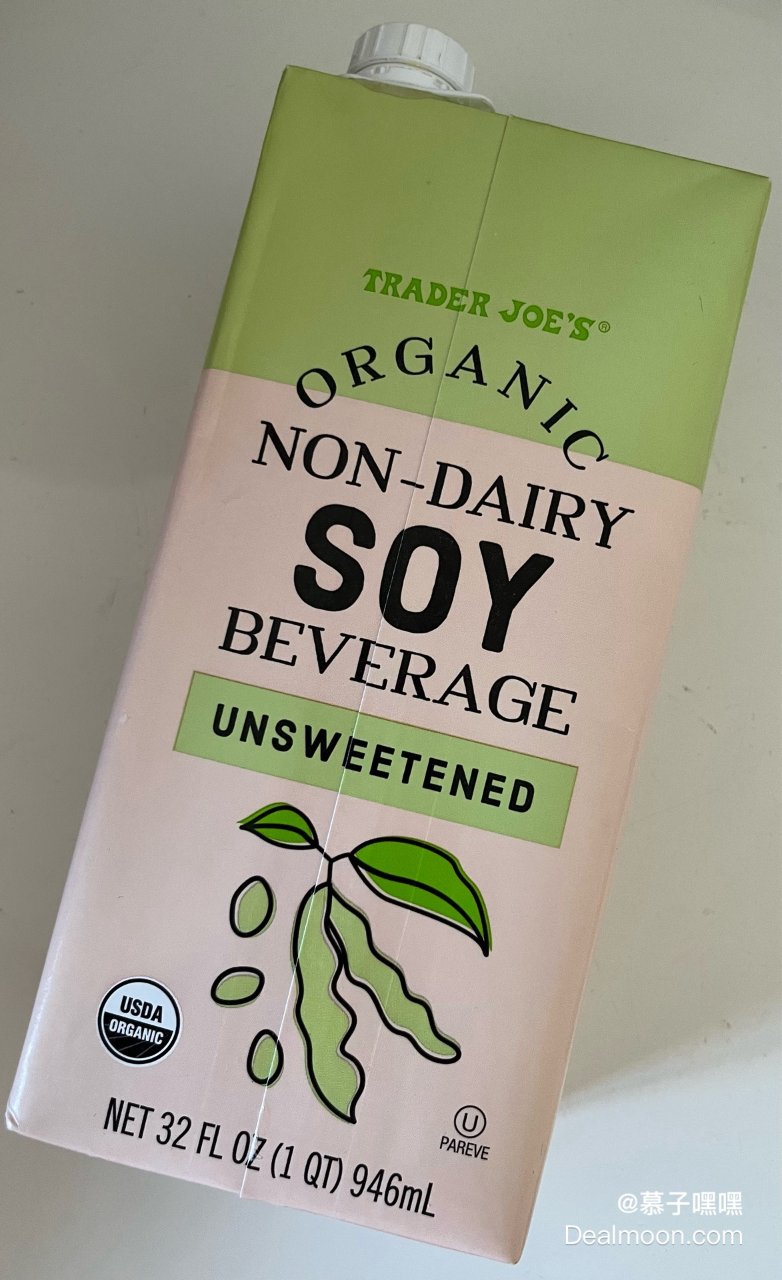 TRADER JOE'S®
ORGANIC
NON-DAIRY
SOY
BEVERAGE
UNSWEETENED
USDA
ORGANIC
NET 32 FL OZ (1 QT) 946mL
U
PAREVE
@慕子嘿嘿
Dealmoon.com